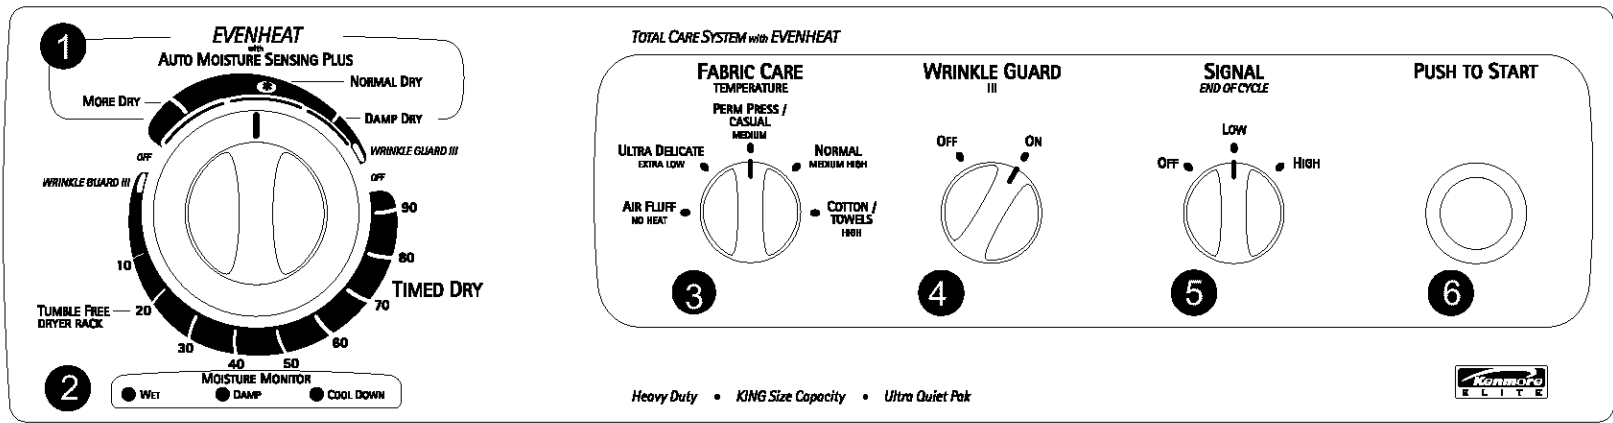 1
EVENHEAT
with
AUTO MOISTURE SENSING PLUS
NORMAL DRY
MORE DRY
DAMP DRY
OFF
WRINKLE GUARD III
WRINKLE GUARD III
OFF
90
80
70
60
50
40
30
20
10
TIMED DRY
TUMBLE FREE
DRYER RACK
2
MOISTURE MONITOR
WET
DAMP
COOL DOWN
TOTAL CARE SYSTEM with EVENHEAT
FABRIC CARE
TEMPERATURE
PERM PRESS /
CASUAL
MEDIUM
ULTRA DELICATE
EXTRA LOW
NORMAL
MEDIUM HIGH
AIR FLUFF
NO HEAT
COTTON /
TOWELS
HIGH
3
WRINKLE GUARD
III
OFF
ON
4
SIGNAL
END OF CYCLE
LOW
OFF
HIGH
5
PUSH TO START
6
Heavy Duty • KING Size Capacity • Ultra Quiet Pak
Kenmore
ELITE